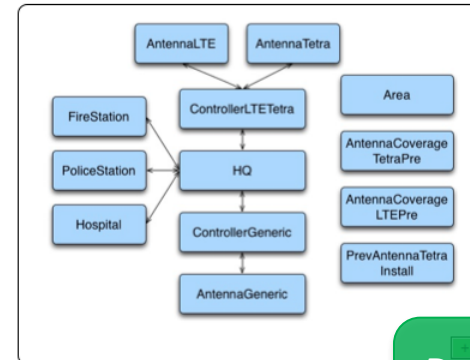 AntennaLTE
AntennaTetra
ControllerLTETetra
Area
FireStation
AntennaCoverage
TetraPre
PoliceStation
HQ
AntennaCoverage
LTEPre
Hospital
ControllerGeneric
PrevAntennaTetra
Install
AntennaGeneric